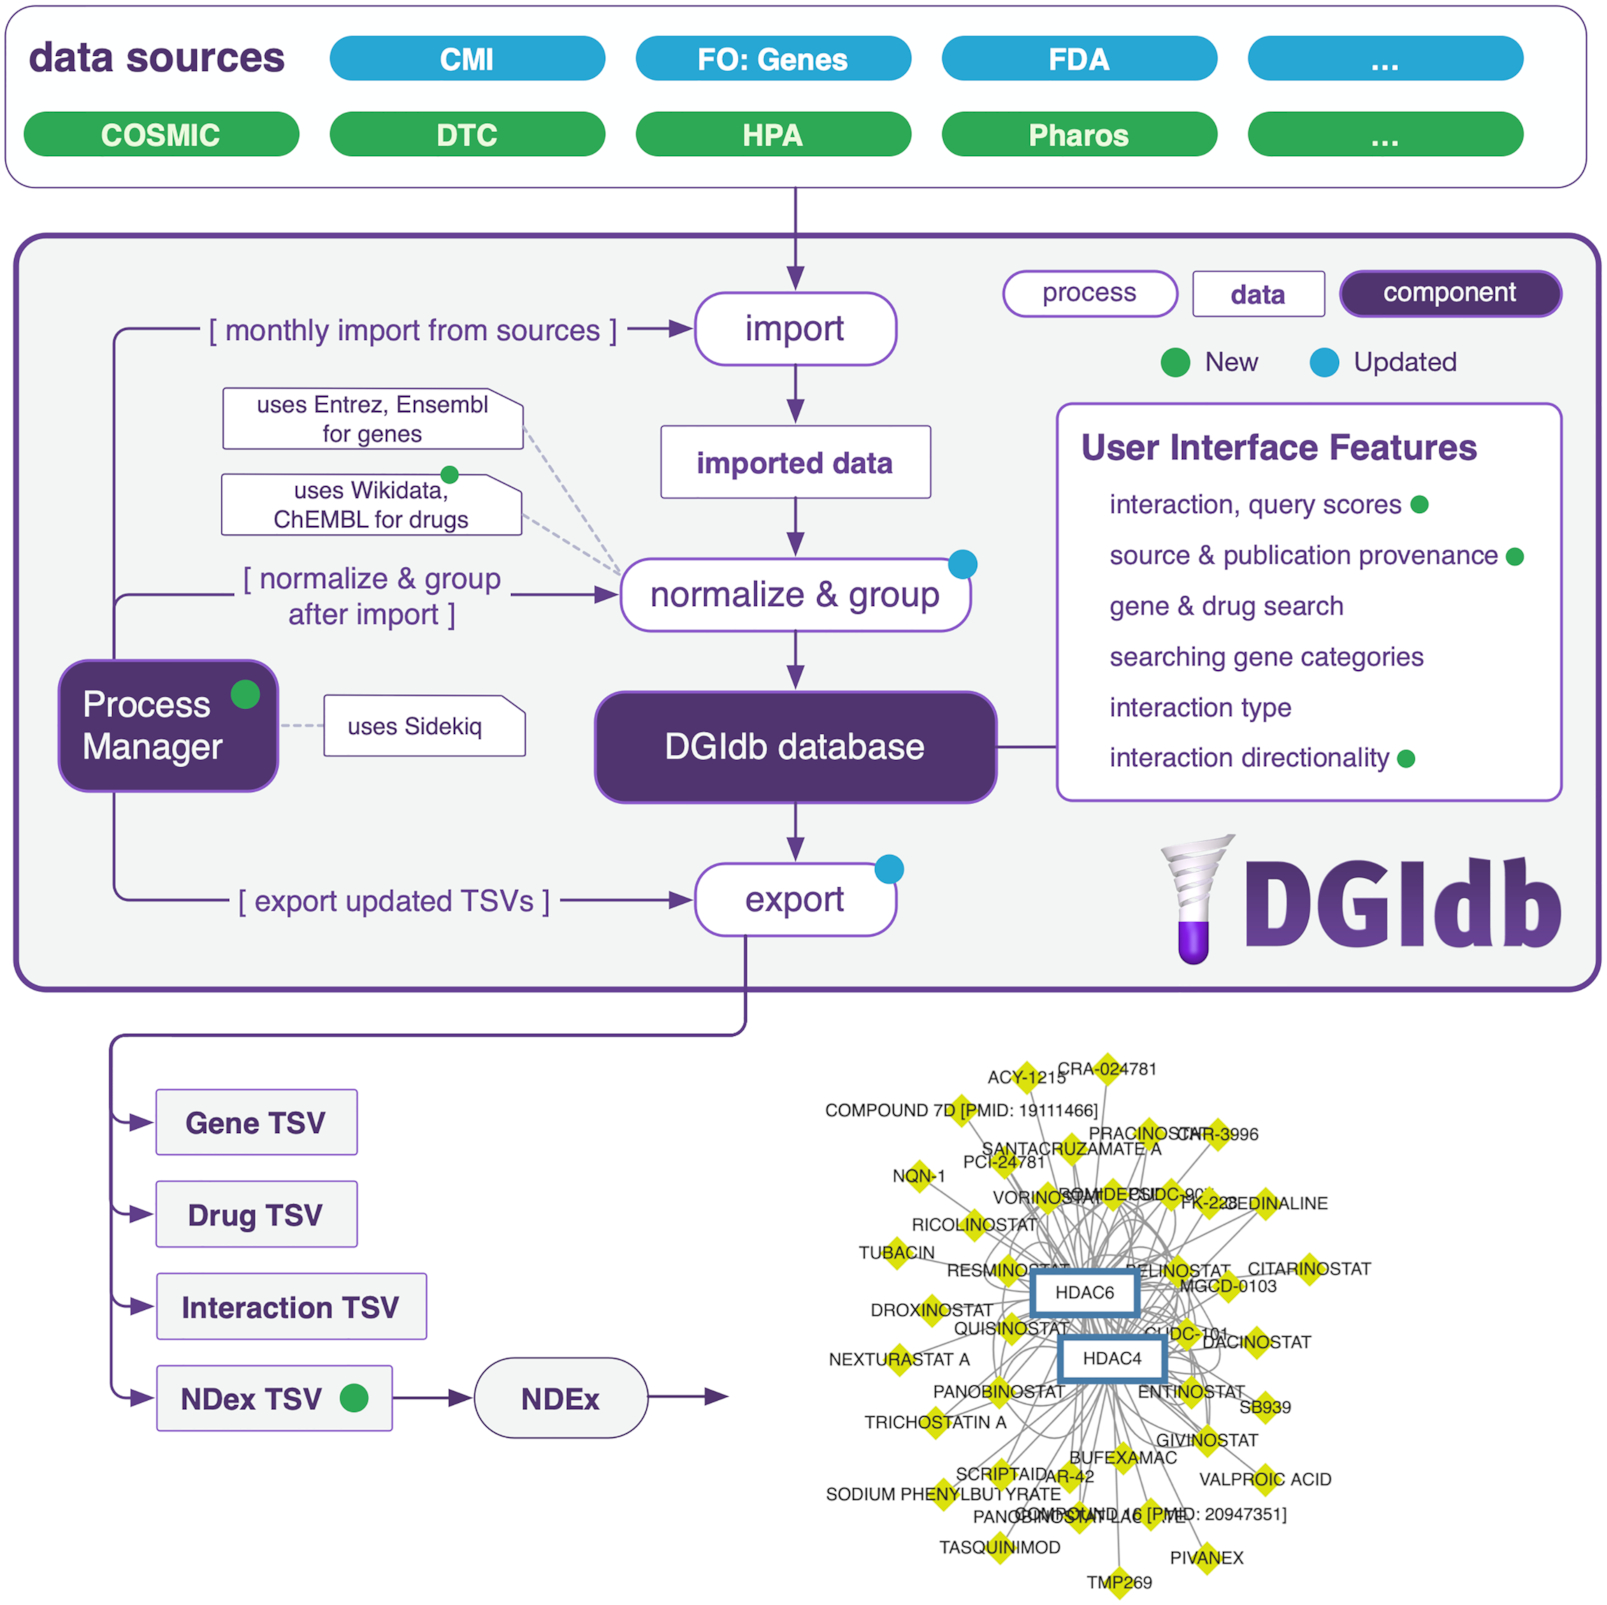 data sources
CMI
FO: Genes
FDA
...
COSMIC
DTC
HPA
Pharos
...
process
data
component
New
Updated
[ monthly import from sources ]
import
uses Entrez, Ensembl
for genes
imported data
uses Wikidata,
ChEMBL for drugs
[ normalize & group
after import ]
normalize & group
Process
Manager
uses Sidekiq
DGIdb database
User Interface Features
interaction, query scores
source & publication provenance
gene & drug search
searching gene categories
interaction type
interaction directionality
[ export updated TSVs ]
export
DGIdb
Gene TSV
Drug TSV
Interaction TSV
NDex TSV
NDEx
CRA-024781
ACY-1215
COMPOUND 7D [PMID: 19111466]
PRACINOSTAT
CHR-3996
SANTACRUZAMATE A
PCI-24781
NQN-1
VORINOSTAT
ROMIDEPSIN
FK-228
CEDINALINE
RICOLINOSTAT
TUBACIN
RESMINOSTAT
BELINOSTAT
CITARINOSTAT
MGCD-0103
HDAC6
DROXINOSTAT
QUISINOSTAT
CUDC-101
DACINOSTAT
HDAC4
NEXTURASTAT A
PANOBINOSTAT
ENTINOSTAT
SB939
TRICHOSTATIN A
GIVINOSTAT
BUFEXAMAC
SCRIPTAID
AR-42
VALPROIC ACID
SODIUM PHENYLBUTYRATE
COMPOUND 16 [PMID: 20947351]
TASQUINIMOD
PIVANEX
TMP269